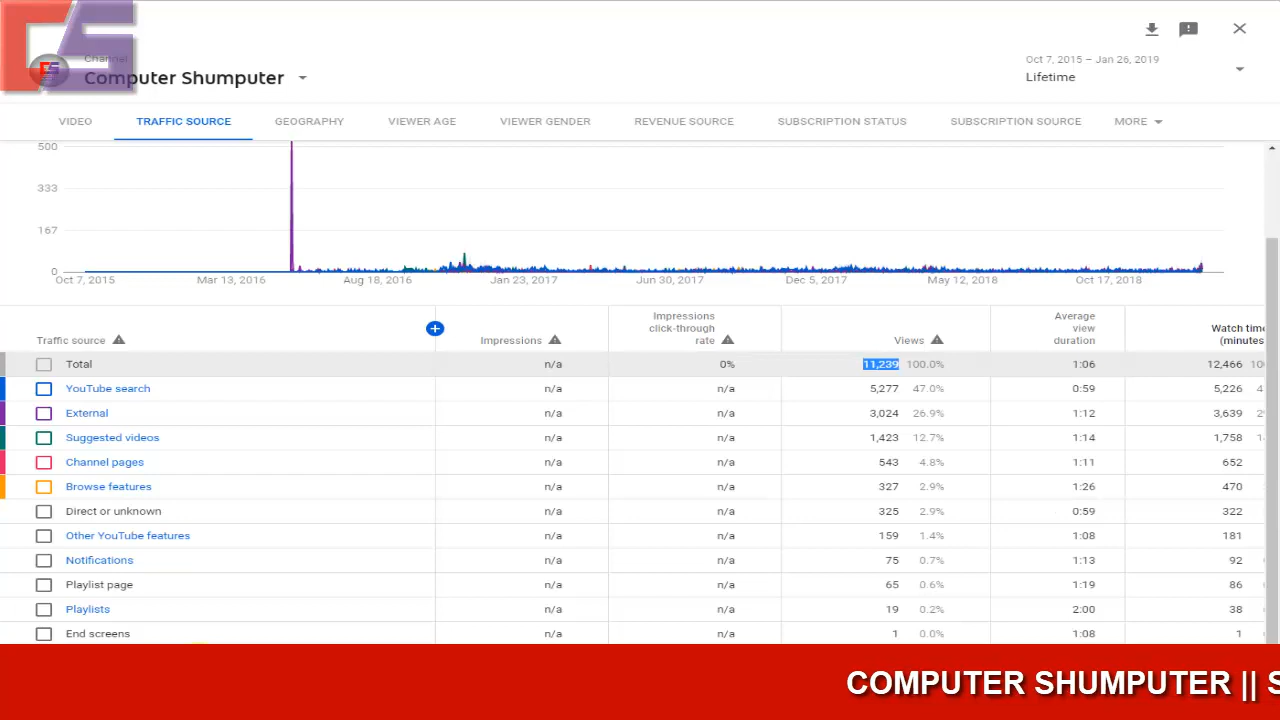 CS
Channel
Computer Shumputer
Oct 7, 2015 – Jan 26, 2019
Lifetime
VIDEO TRAFFIC SOURCE GEOGRAPHY VIEWER AGE VIEWER GENDER REVENUE SOURCE SUBSCRIPTION STATUS SUBSCRIPTION SOURCE MORE
500
333
167
0
Oct 7, 2015 Mar 13, 2016 Aug 18, 2016 Jan 23, 2017 Jun 30, 2017 Dec 5, 2017 May 12, 2018 Oct 17, 2018
Traffic source Impressions Impressions click-through rate Views Average view duration Watch time (minutes
Total n/a 0% 11,239 100.0% 1:06 12,466 10
YouTube search n/a n/a 5,277 47.0% 0:59 5,226 4
External n/a n/a 3,024 26.9% 1:12 3,639 2
Suggested videos n/a n/a 1,423 12.7% 1:14 1,758 1
Channel pages n/a n/a 543 4.8% 1:11 652
Browse features n/a n/a 327 2.9% 1:26 470
Direct or unknown n/a n/a 325 2.9% 0:59 322
Other YouTube features n/a n/a 159 1.4% 1:08 181
Notifications n/a n/a 75 0.7% 1:13 92
Playlist page n/a n/a 65 0.6% 1:19 86
Playlists n/a n/a 19 0.2% 2:00 38
End screens n/a n/a 1 0.0% 1:08 1
COMPUTER SHUMPUTER || S